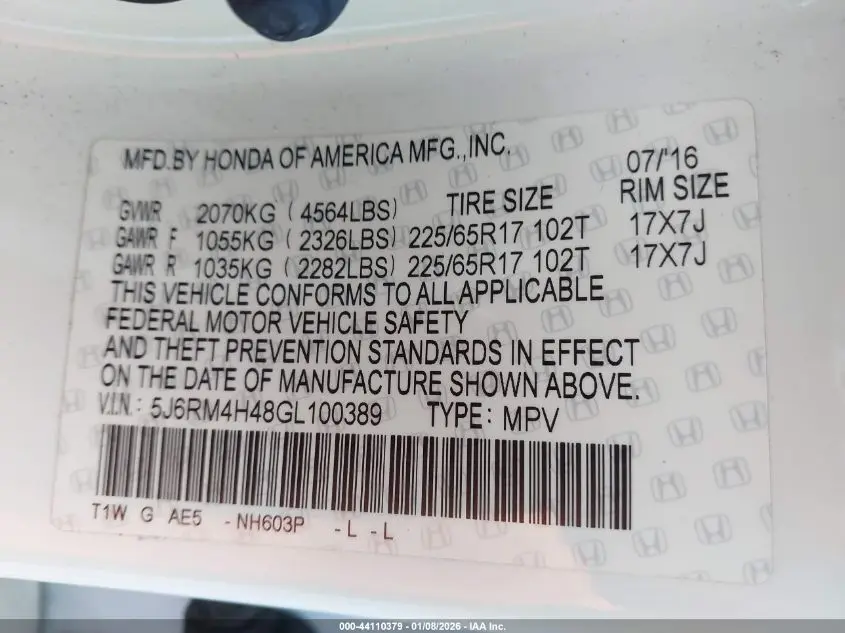 MFD.BY HONDA OF AMERICA MFG.,INC. 07/'16
TIRE SIZE RIM SIZE
GVWR 2070KG (4564LBS)
GAWR F 1055KG (2326LBS) 225/65R17 102T 17X7J
GAWR R 1035KG (2282LBS) 225/65R17 102T 17X7J
THIS VEHICLE CONFORMS TO ALL APPLICABLE
FEDERAL MOTOR VEHICLE SAFETY
AND THEFT PREVENTION STANDARDS IN EFFECT
ON THE DATE OF MANUFACTURE SHOWN ABOVE.
V.I.N.: 5J6RM4H48GL100389 TYPE: MPV
T1W G AE5 -NH603P -L -L
000-44110379 - 01/08/2026 - IAA Inc.